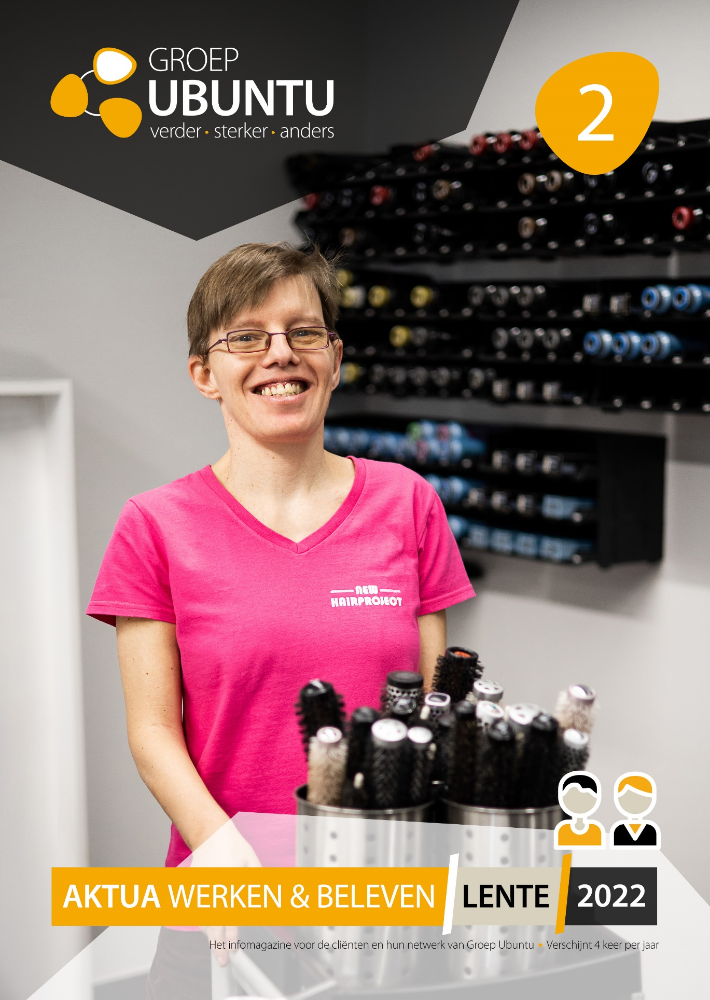 GROEP
UBUNTU
verder • sterker • anders
2
NEW
HAIRPROJECT
AKTUA WERKEN & BELEVEN LENTE 2022
Het infomagazine voor de cliënten en hun netwerk van Groep Ubuntu • Verschijnt 4 keer per jaar